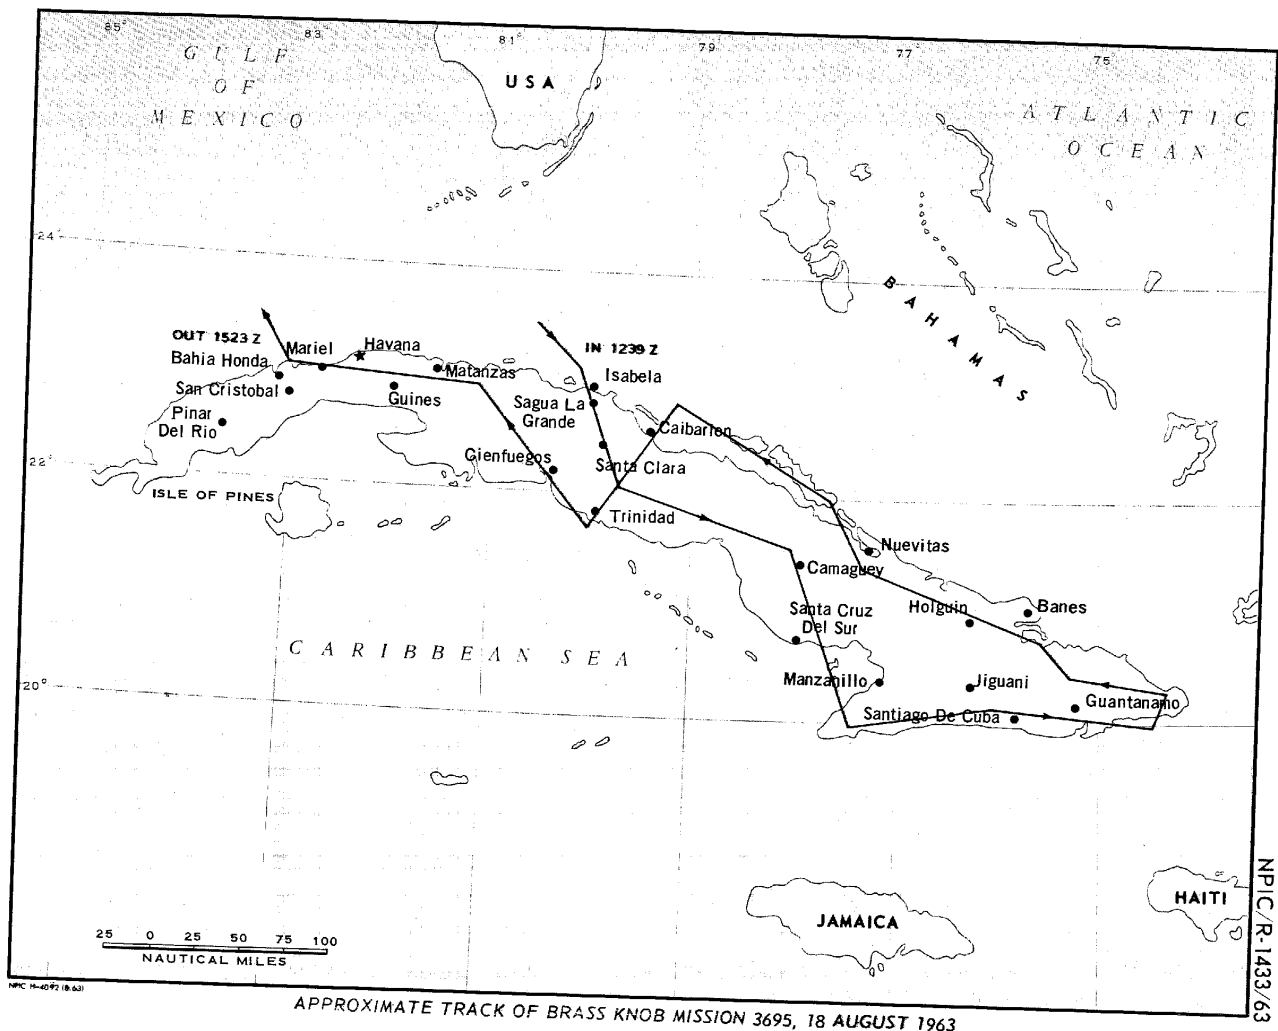 85°
83
81°
79
77
75
GULF
OF
MEXICO
USA
ATLANTIC
OCEAN
24°
BAHAMAS
OUT 1523 Z
Mariel
Havana
IN 1239 Z
Bahia Honda
Matanzas
Isabela
San Cristobal
Guines
Sagua La
Grande
Pinar
Del Rio
Caibarien
22°
Cienfuegos
Santa Clara
ISLE OF PINES
Trinidad
Nuevitas
Camaguey
Holguin
Banes
Santa Cruz
Del Sur
CARIBBEAN SEA
20°
Manzanillo
Jiguani
Guantanamo
Santiago De Cuba
HAITI
JAMAICA
25 0 25 50 75 100
NAUTICAL MILES
NPIC H-4092 (8/63)
APPROXIMATE TRACK OF BRASS KNOB MISSION 3695, 18 AUGUST 1963
NPIC/R-1433/63